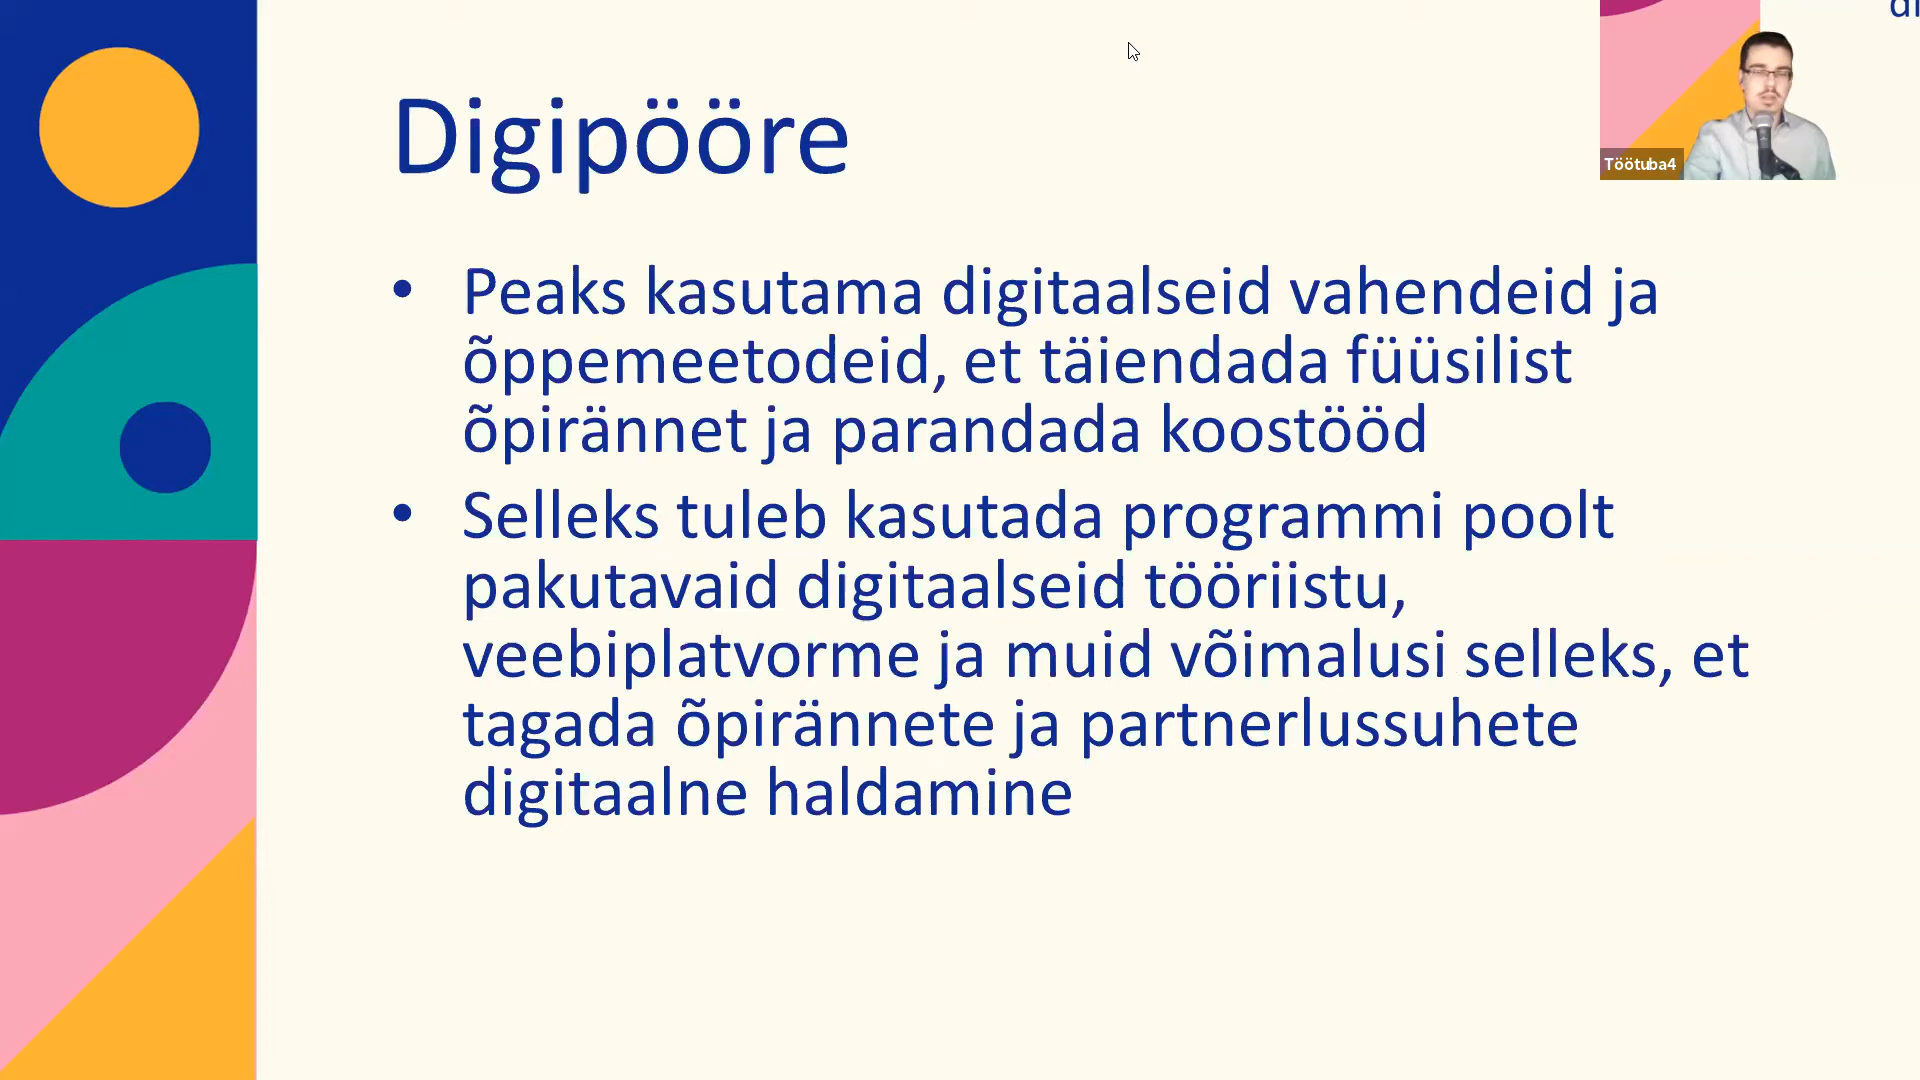 Digipööre
Töötuba4
• Peaks kasutama digitaalseid vahendeid ja
õppemeetodeid, et täiendada füüsilist
õpirännet ja parandada koostööd
• Selleks tuleb kasutada programmi poolt
pakutavaid digitaalseid tööriistu,
veebiplatvorme ja muid võimalusi selleks, et
tagada õpirännete ja partnerlussuhete
digitaalne haldamine